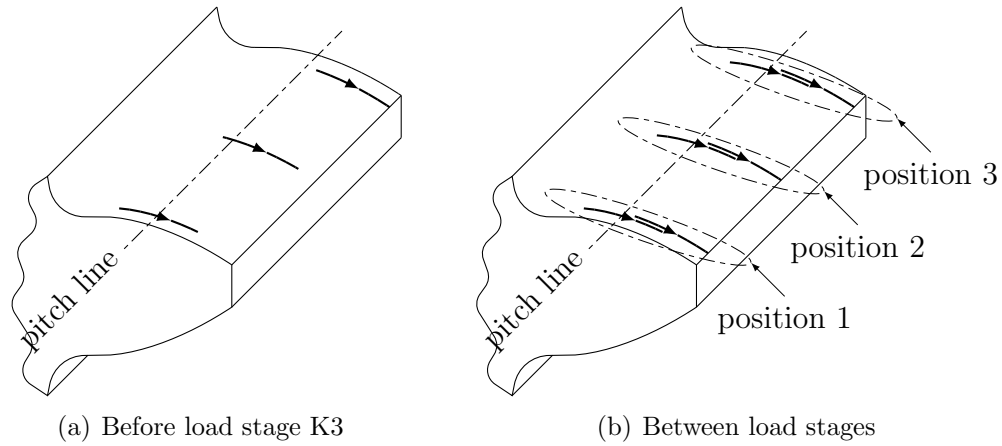 pitch line
(a) Before load stage K3
pitch line
position 3
position 2
position 1
(b) Between load stages